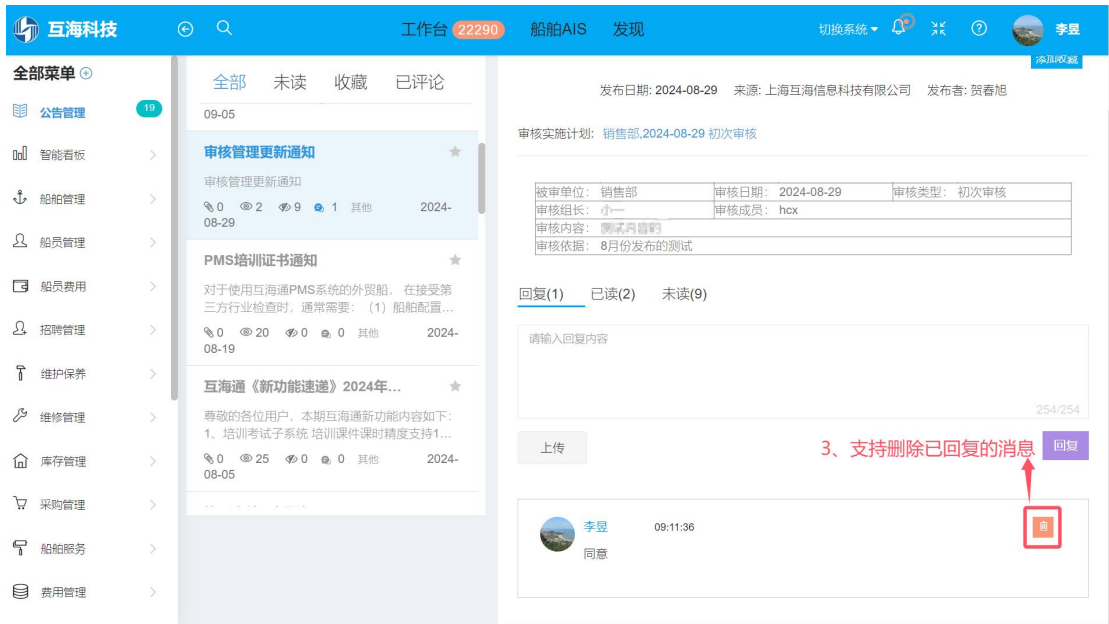 互海科技
工作台 22290 船舶AIS 发现
切换系统
李昱
全部菜单
公告管理 19
智能看板
船舶管理
船员管理
船员费用
招聘管理
维护保养
维修管理
库存管理
采购管理
船舶服务
费用管理
全部 未读 收藏 已评论
09-05
审核管理更新通知
审核管理更新通知
0 2 9 1 其他 2024-
08-29
PMS培训证书通知
对于使用互海通PMS系统的外贸船，在接受第
三方行业检查时，通常需要：（1）船舶配置...
0 20 0 0 其他 2024-
08-19
互海通《新功能速递》2024年...
尊敬的各位用户，本期互海通新功能内容如下：
1、培训考试子系统 培训课件课时精度支持1...
0 25 0 0 其他 2024-
08-05
添加收藏
发布日期: 2024-08-29 来源: 上海互海信息科技有限公司 发布者: 贺春旭
审核实施计划: 销售部,2024-08-29 初次审核
被审单位: 销售部 审核日期: 2024-08-29 审核类型: 初次审核
审核组长: 小一 审核成员: hcx
审核内容:
审核依据: 8月份发布的测试
回复(1) 已读(2) 未读(9)
请输入回复内容
254/254
上传
3、支持删除已回复的消息
回复
李昱 09:11:36
同意